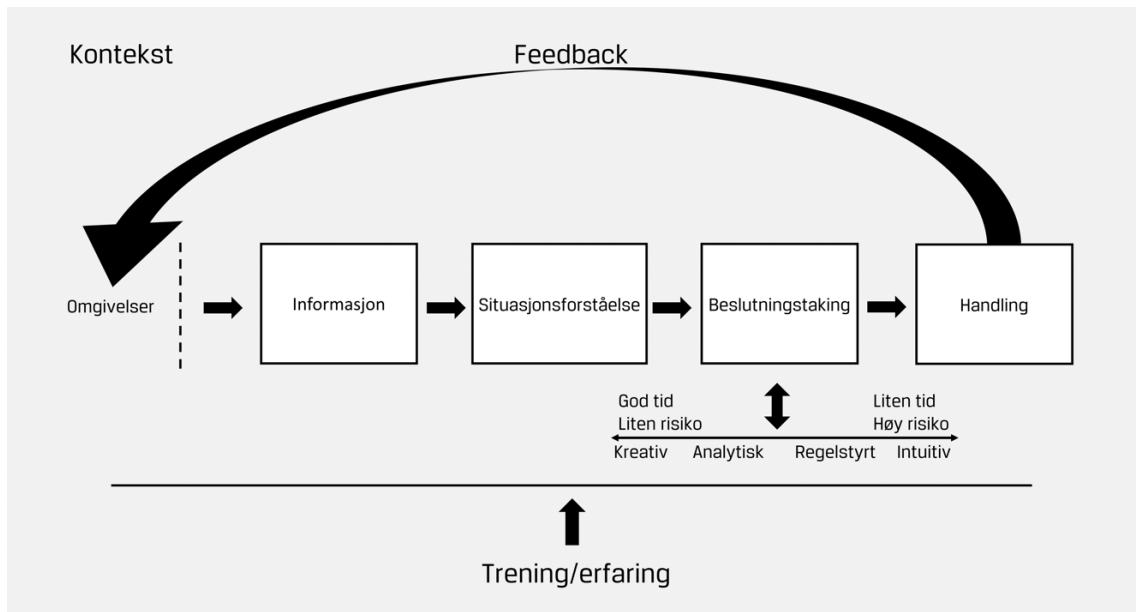 Kontekst
Feedback
Omgivelser
Informasjon
Situasjonsforståelse
Beslutningstaking
Handling
God tid
Liten risiko
Liten tid
Høy risiko
Kreativ Analytisk Regelstyrt Intuitiv
Trening/erfaring